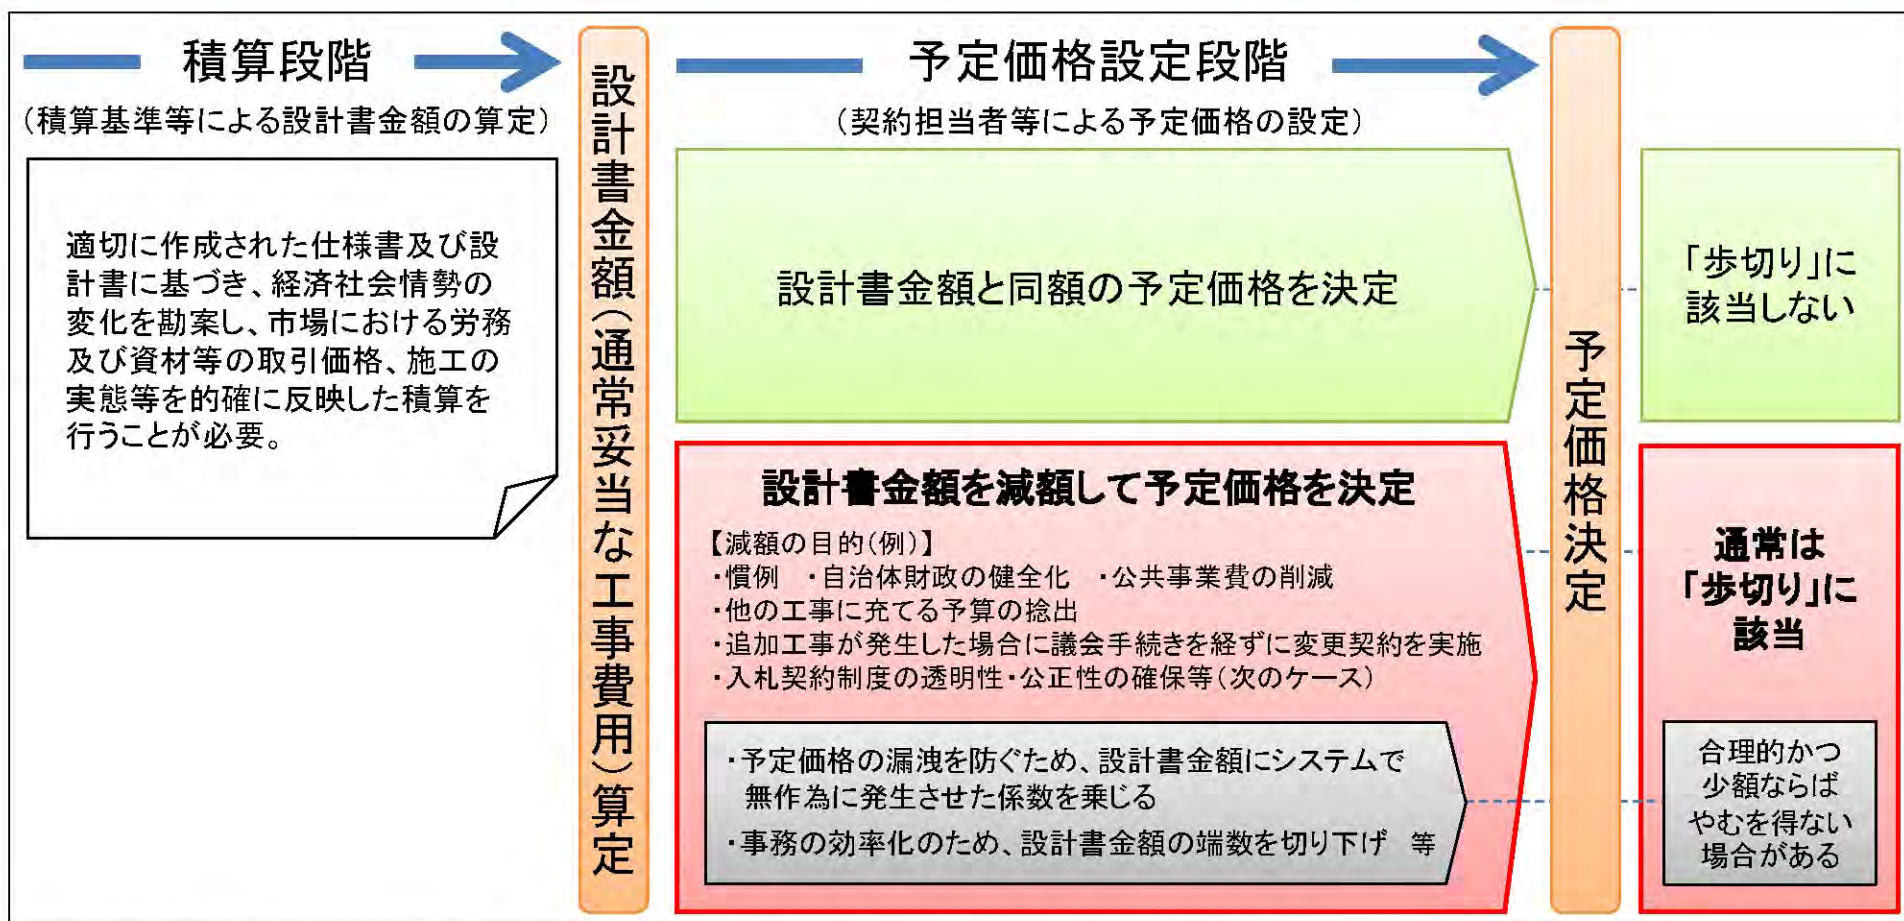 積算段階
(積算基準等による設計書金額の算定)
適切に作成された仕様書及び設
計書に基づき、経済社会情勢の
変化を勘案し、市場における労務
及び資材等の取引価格、施工の
実態等を的確に反映した積算を
行うことが必要。
設計書金額(通常妥当な工事費用)算定
予定価格設定段階
(契約担当者等による予定価格の設定)
設計書金額と同額の予定価格を決定
設計書金額を減額して予定価格を決定
【減額の目的(例)】
・慣例 ・自治体財政の健全化 ・公共事業費の削減
・他の工事に充てる予算の捻出
・追加工事が発生した場合に議会手続きを経ずに変更契約を実施
・入札契約制度の透明性・公正性の確保等(次のケース)
・予定価格の漏洩を防ぐため、設計書金額にシステムで
無作為に発生させた係数を乗じる
・事務の効率化のため、設計書金額の端数を切り下げ 等
予定価格決定
「歩切り」に
該当しない
通常は
「歩切り」に
該当
合理的かつ
少額ならば
やむを得ない
場合がある